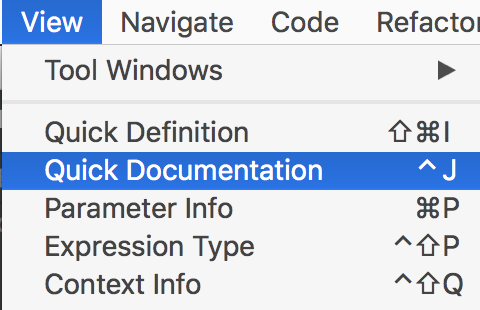 View Navigate Code Refactor
Tool Windows ▶
Quick Definition ⇧⌘I
Quick Documentation ^J
Parameter Info ⌘P
Expression Type ^⇧P
Context Info ^⇧Q